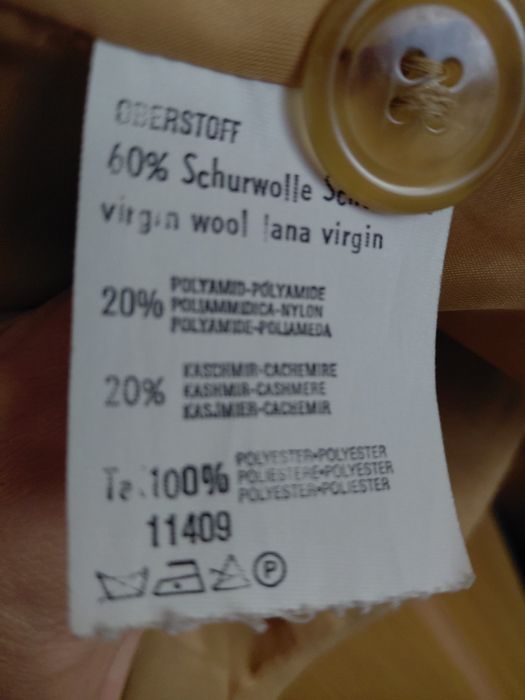 OBERSTOFF
60% Schurwolle
virgin wool lana virgin
20% POLYAMID-POLYAMIDE
POLIAMMIDICA-NYLON
POLYAMIDE-POLIAMEDA
20% KASCHMIR-CACHEMIRE
KASHMIR-CASHMERE
KASJMIER-CACHEMIR
100% POLYESTER•POLYESTER
POLIESTERE•POLYESTER
POLYESTER•POLIESTER
11409
P